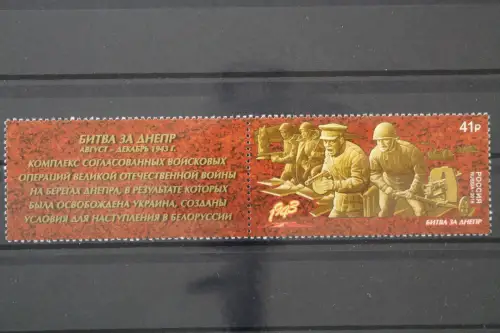 БИТВА ЗА ДНЕПР
АВГУСТ - ДЕКАБРЬ 1943 Г.
КОМПЛЕКС СОГЛАСОВАННЫХ ВОЙСКОВЫХ
ОПЕРАЦИЙ ВЕЛИКОЙ ОТЕЧЕСТВЕННОЙ ВОЙНЫ
НА БЕРЕГАХ ДНЕПРА, В РЕЗУЛЬТАТЕ КОТОРЫХ
БЫЛА ОСВОБОЖДЕНА УКРАИНА, СОЗДАНЫ
УСЛОВИЯ ДЛЯ НАСТУПЛЕНИЯ В БЕЛОРУССИИ
41₽
РОССИЯ
1943
БИТВА ЗА ДНЕПР